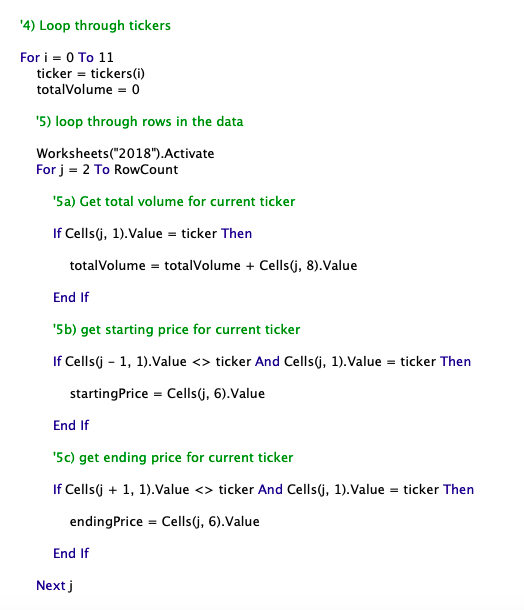 '4) Loop through tickers
For i = 0 To 11
ticker = tickers(i)
totalVolume = 0
'5) loop through rows in the data
Worksheets("2018").Activate
For j = 2 To RowCount
'5a) Get total volume for current ticker
If Cells(j, 1).Value = ticker Then
totalVolume = totalVolume + Cells(j, 8).Value
End If
'5b) get starting price for current ticker
If Cells(j - 1, 1).Value <> ticker And Cells(j, 1).Value = ticker Then
startingPrice = Cells(j, 6).Value
End If
'5c) get ending price for current ticker
If Cells(j + 1, 1).Value <> ticker And Cells(j, 1).Value = ticker Then
endingPrice = Cells(j, 6).Value
End If
Next j